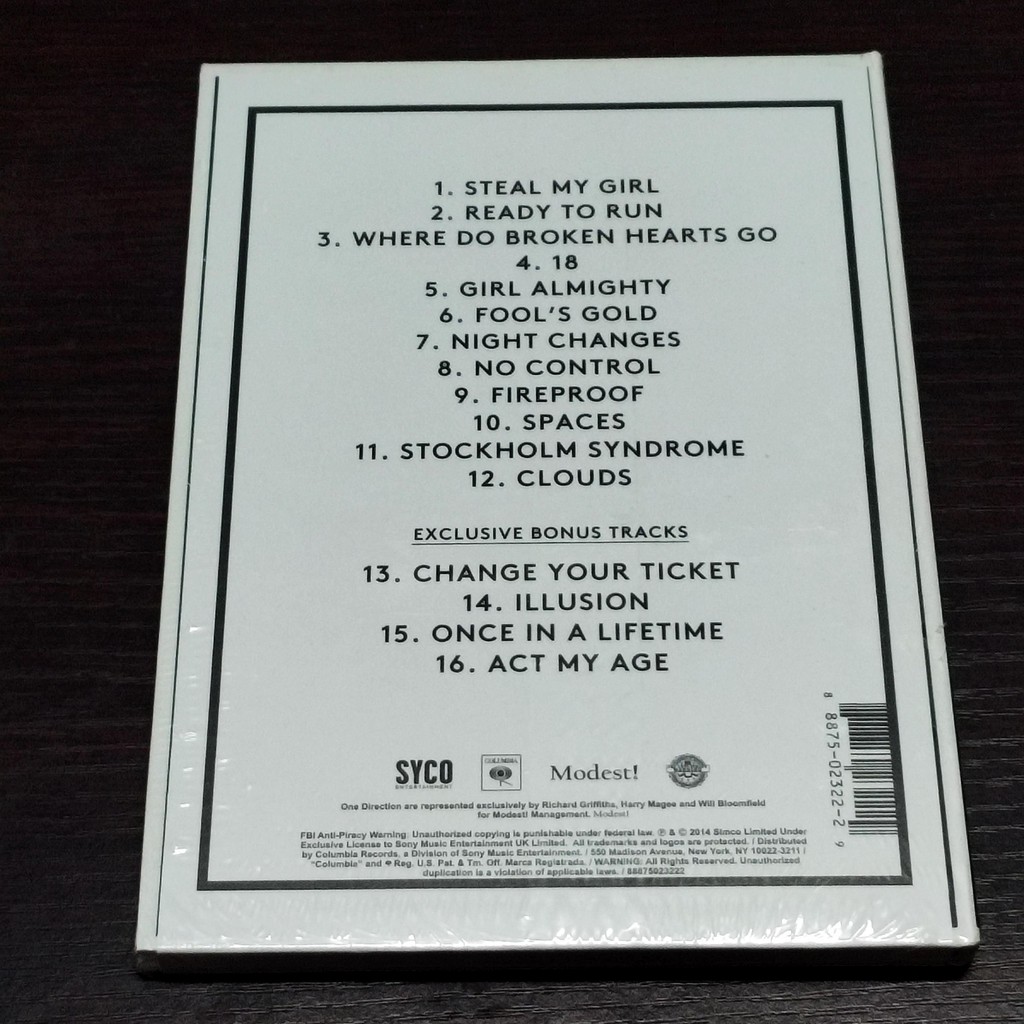 1. STEAL MY GIRL
2. READY TO RUN
3. WHERE DO BROKEN HEARTS GO
4. 18
5. GIRL ALMIGHTY
6. FOOL'S GOLD
7. NIGHT CHANGES
8. NO CONTROL
9. FIREPROOF
10. SPACES
11. STOCKHOLM SYNDROME
12. CLOUDS
EXCLUSIVE BONUS TRACKS
13. CHANGE YOUR TICKET
14. ILLUSION
15. ONCE IN A LIFETIME
16. ACT MY AGE
8 8875-02322-2 9
SYCO
ENTERTAINMENT
COLUMBIA
Modest!
One Direction are represented exclusively by Richard Griffiths, Harry Magee and Will Bloomfield
for Modest! Management. Modest!
FBI Anti-Piracy Warning: Unauthorized copying is punishable under federal law. ℗ & © 2014 Simco Limited Under
Exclusive License to Sony Music Entertainment UK Limited. All trademarks and logos are protected. / Distributed
by Columbia Records, a Division of Sony Music Entertainment. / 550 Madison Avenue, New York, NY 10022-3211 /
"Columbia" and Reg. U.S. Pat. & Tm. Off. Marca Registrada. / WARNING: All Rights Reserved. Unauthorized
duplication is a violation of applicable laws. / 88875023222